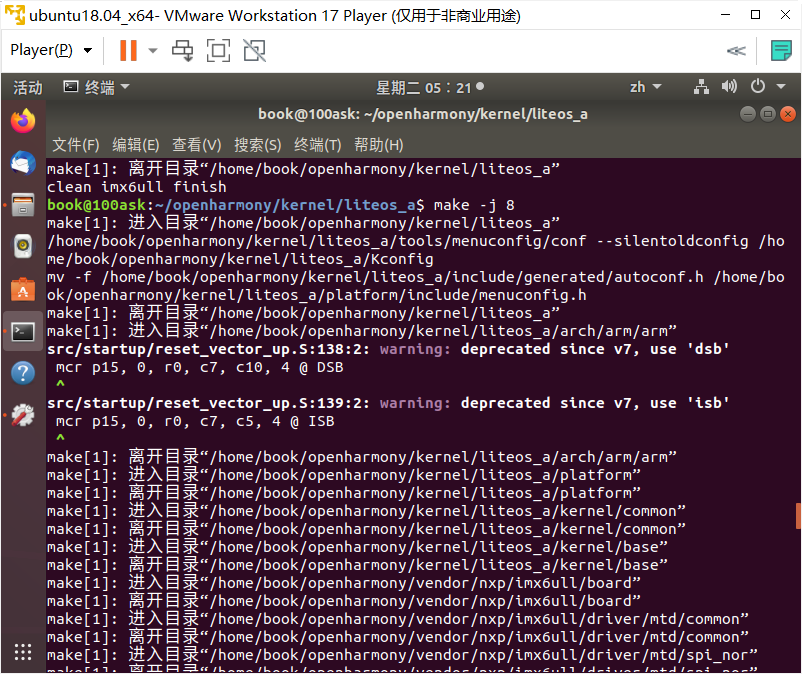 ubuntu18.04_x64- VMware Workstation 17 Player (仅用于非商业用途)
Player(P)
活动 终端 星期二 05：21 zh
book@100ask: ~/openharmony/kernel/liteos_a
文件(F) 编辑(E) 查看(V) 搜索(S) 终端(T) 帮助(H)
make[1]: 离开目录“/home/book/openharmony/kernel/liteos_a”
clean imx6ull finish
book@100ask:~/openharmony/kernel/liteos_a$ make -j 8
make[1]: 进入目录“/home/book/openharmony/kernel/liteos_a”
/home/book/openharmony/kernel/liteos_a/tools/menuconfig/conf --silentoldconfig /ho
me/book/openharmony/kernel/liteos_a/Kconfig
mv -f /home/book/openharmony/kernel/liteos_a/include/generated/autoconf.h /home/bo
ok/openharmony/kernel/liteos_a/platform/include/menuconfig.h
make[1]: 离开目录“/home/book/openharmony/kernel/liteos_a”
make[1]: 进入目录“/home/book/openharmony/kernel/liteos_a/arch/arm/arm”
src/startup/reset_vector_up.S:138:2: warning: deprecated since v7, use 'dsb'
mcr p15, 0, r0, c7, c10, 4 @ DSB
^
src/startup/reset_vector_up.S:139:2: warning: deprecated since v7, use 'isb'
mcr p15, 0, r0, c7, c5, 4 @ ISB
^
make[1]: 离开目录“/home/book/openharmony/kernel/liteos_a/arch/arm/arm”
make[1]: 进入目录“/home/book/openharmony/kernel/liteos_a/platform”
make[1]: 离开目录“/home/book/openharmony/kernel/liteos_a/platform”
make[1]: 进入目录“/home/book/openharmony/kernel/liteos_a/kernel/common”
make[1]: 离开目录“/home/book/openharmony/kernel/liteos_a/kernel/common”
make[1]: 进入目录“/home/book/openharmony/kernel/liteos_a/kernel/base”
make[1]: 离开目录“/home/book/openharmony/kernel/liteos_a/kernel/base”
make[1]: 进入目录“/home/book/openharmony/vendor/nxp/imx6ull/board”
make[1]: 离开目录“/home/book/openharmony/vendor/nxp/imx6ull/board”
make[1]: 进入目录“/home/book/openharmony/vendor/nxp/imx6ull/driver/mtd/common”
make[1]: 离开目录“/home/book/openharmony/vendor/nxp/imx6ull/driver/mtd/common”
make[1]: 进入目录“/home/book/openharmony/vendor/nxp/imx6ull/driver/mtd/spi_nor”
make[1]: 离开目录“/home/book/openharmony/vendor/nxp/imx6ull/driver/mtd/spi_nor”